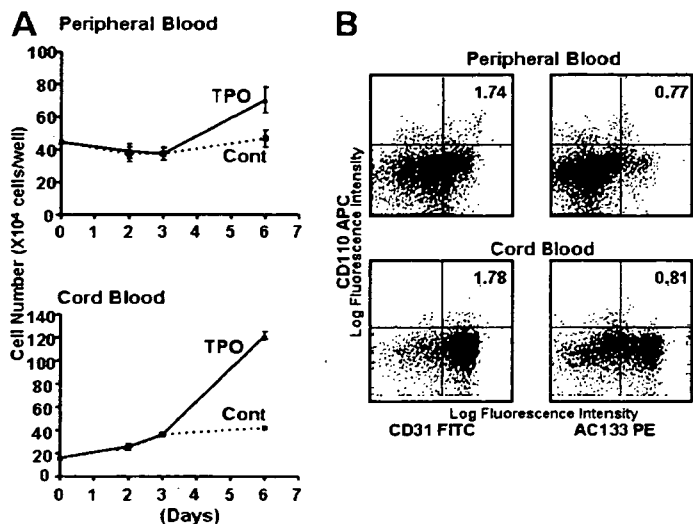 A
Peripheral Blood
100
80
60
40
20
0
TPO
Cont
0 1 2 3 4 5 6 7
Cell Number (X10⁴ cells/well)
Cord Blood
140
120
100
80
60
40
20
0
TPO
Cont
0 1 2 3 4 5 6 7
(Days)
B
Peripheral Blood
1.74
0.77
CD110 APC
Log Fluorescence Intensity
Cord Blood
1.78
0,81
Log Fluorescence Intensity
CD31 FITC
AC133 PE